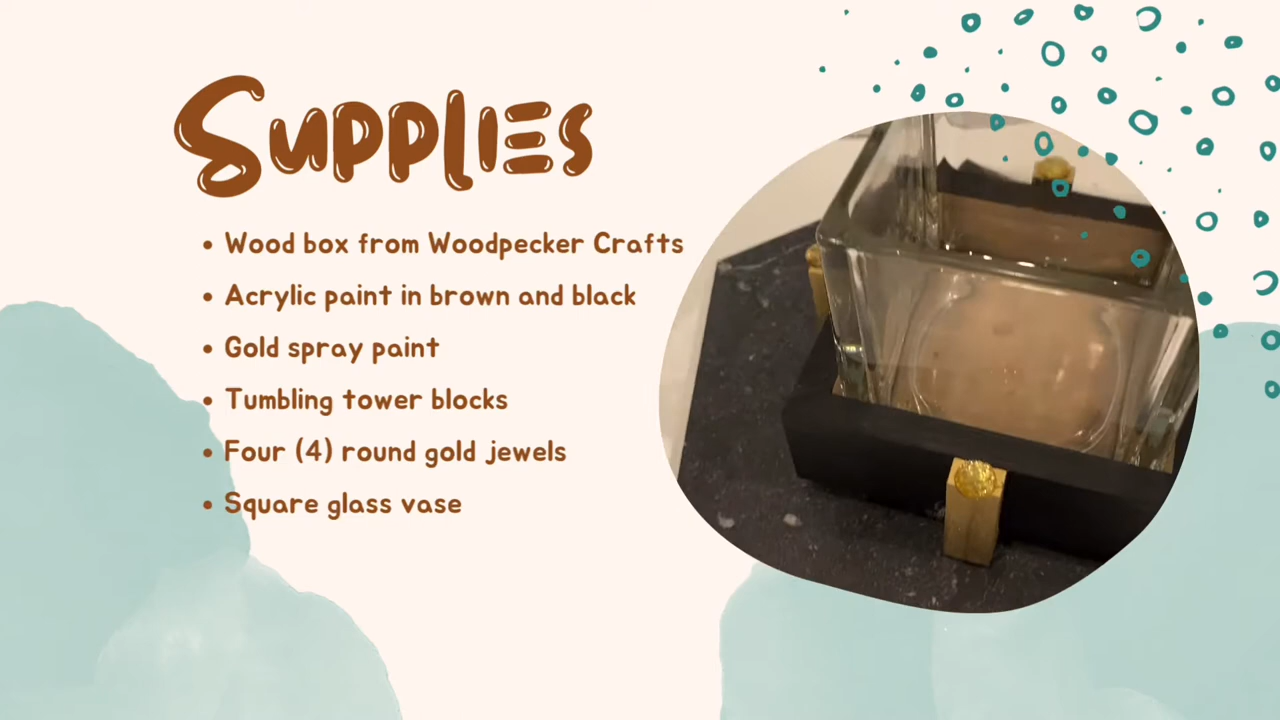 Supplies
• Wood box from Woodpecker Crafts
• Acrylic paint in brown and black
• Gold spray paint
• Tumbling tower blocks
• Four (4) round gold jewels
• Square glass vase